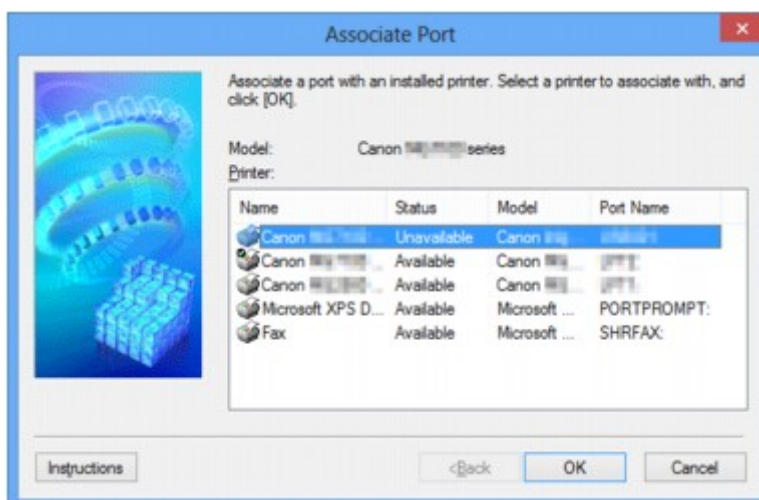 Associate Port
Associate a port with an installed printer. Select a printer to associate with, and
click [OK].
Model: Canon series
Printer:
Name Status Model Port Name
Canon ... Unavailable Canon
Canon ... Available Canon ...
Canon ... Available Canon ...
Microsoft XPS D... Available Microsoft ... PORTPROMPT:
Fax Available Microsoft ... SHRFAX:
Instructions <Back OK Cancel